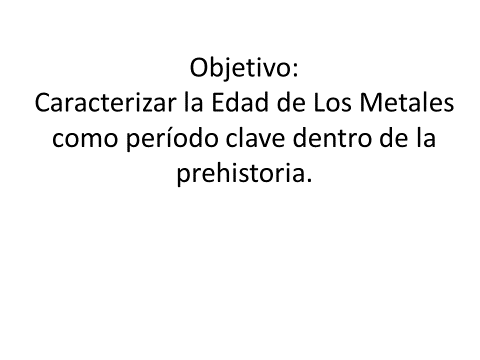 Objetivo:
Caracterizar la Edad de Los Metales
como período clave dentro de la
prehistoria.